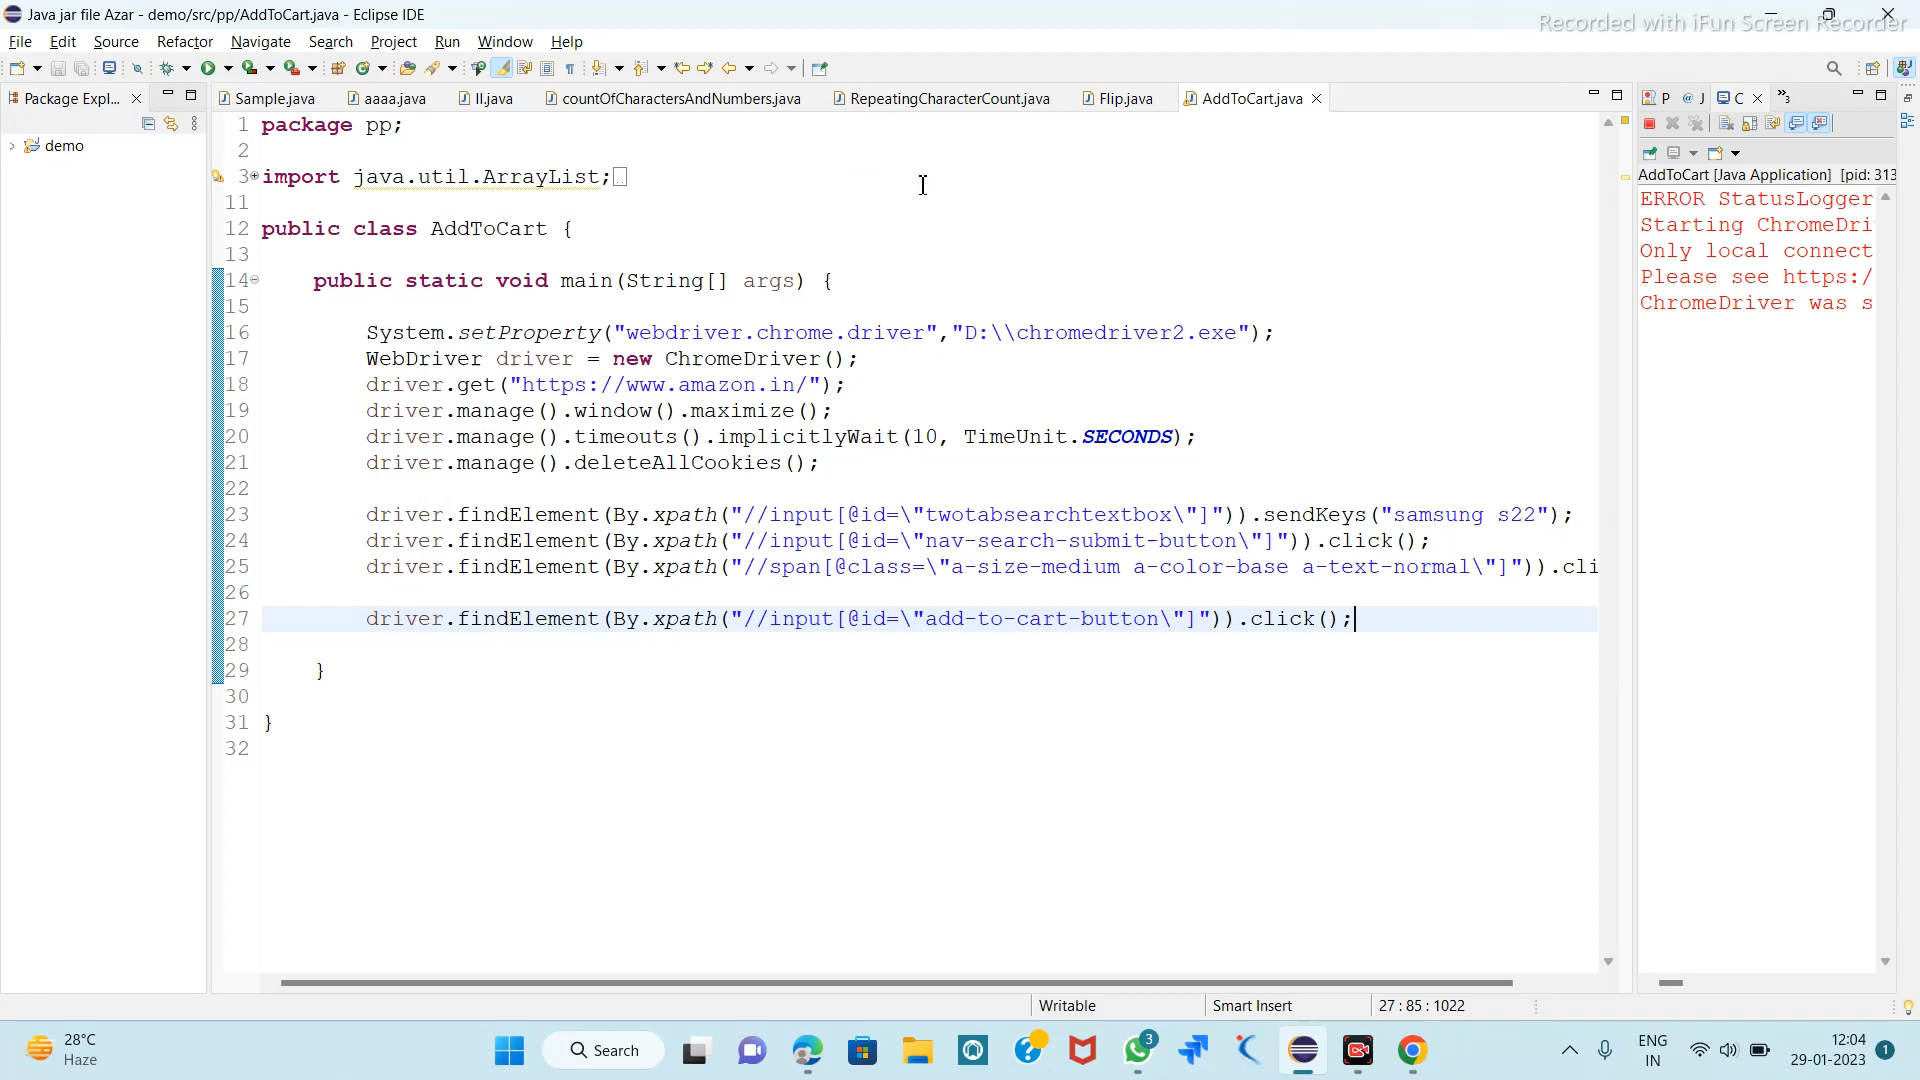 Java jar file Azar - demo/src/pp/AddToCart.java - Eclipse IDE
Recorded with iFun Screen Recorder
File Edit Source Refactor Navigate Search Project Run Window Help
Package Expl...
Sample.java aaaa.java II.java countOfCharactersAndNumbers.java RepeatingCharacterCount.java Flip.java AddToCart.java
P @ J C »3
demo
1 package pp;
2
3 import java.util.ArrayList;
11
12 public class AddToCart {
13
14 public static void main(String[] args) {
15
16 System.setProperty("webdriver.chrome.driver","D:\\chromedriver2.exe");
17 WebDriver driver = new ChromeDriver();
18 driver.get("https://www.amazon.in/");
19 driver.manage().window().maximize();
20 driver.manage().timeouts().implicitlyWait(10, TimeUnit.SECONDS);
21 driver.manage().deleteAllCookies();
22
23 driver.findElement(By.xpath("//input[@id=\"twotabsearchtextbox\"]")).sendKeys("samsung s22");
24 driver.findElement(By.xpath("//input[@id=\"nav-search-submit-button\"]")).click();
25 driver.findElement(By.xpath("//span[@class=\"a-size-medium a-color-base a-text-normal\"]")).cli
26
27 driver.findElement(By.xpath("//input[@id=\"add-to-cart-button\"]")).click();
28
29 }
30
31 }
32
AddToCart [Java Application] [pid: 313
ERROR StatusLogger
Starting ChromeDri
Only local connect
Please see https:/
ChromeDriver was s
Writable
Smart Insert
27 : 85 : 1022
28°C
Haze
Search
3
ENG
IN
12:04
29-01-2023
1